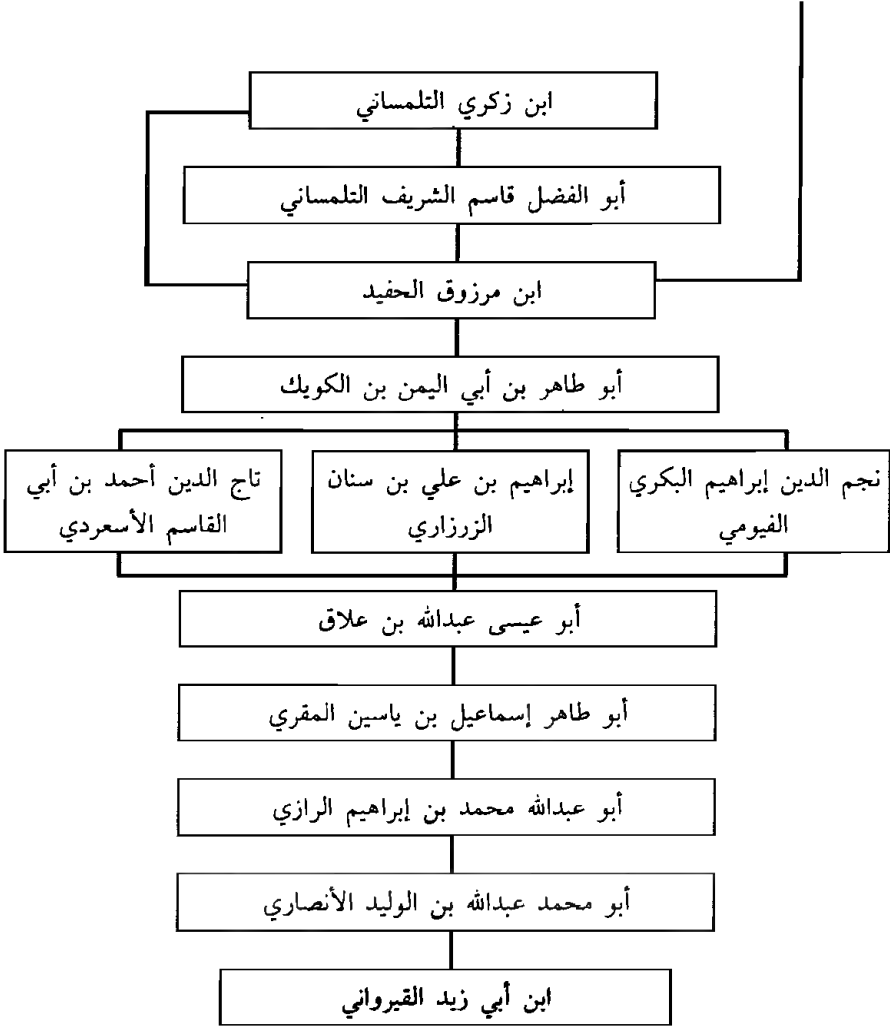 ابن زكري التلمساني
أبو الفضل قاسم الشريف التلمساني
ابن مرزوق الحفيد
أبو طاهر بن أبي اليمن بن الكويك
نجم الدين إبراهيم البكري
الفيومي
إبراهيم بن علي بن سنان
الزرزاري
تاج الدين أحمد بن أبي
القاسم الأسعردي
أبو عيسى عبدالله بن علاق
أبو طاهر إسماعيل بن ياسين المقري
أبو عبدالله محمد بن إبراهيم الرازي
أبو محمد عبدالله بن الوليد الأنصاري
ابن أبي زيد القيرواني